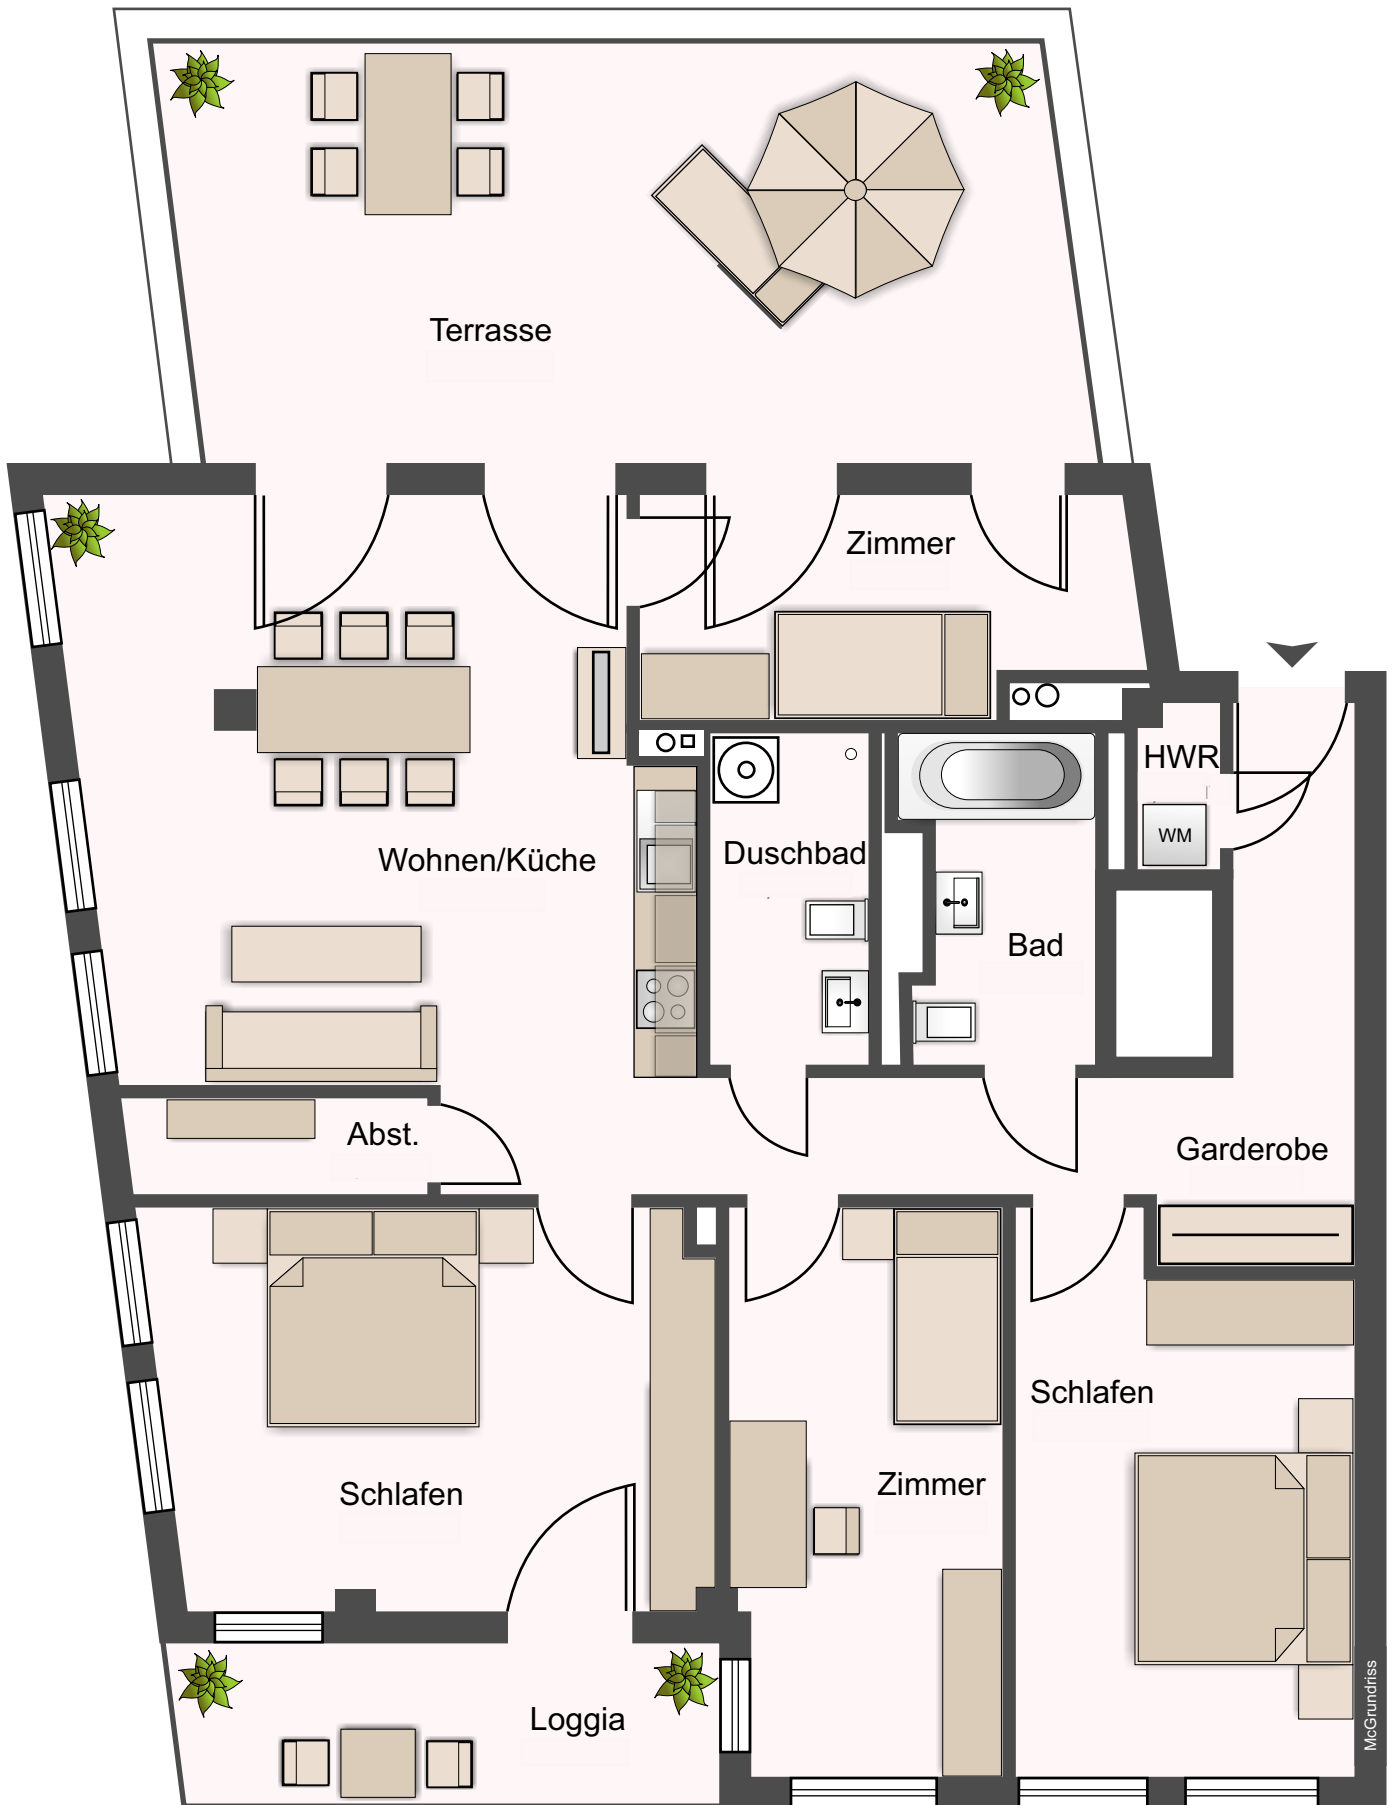 Terrasse
Zimmer
HWR
WM
Wohnen/Küche
Duschbad
Bad
Abst.
Garderobe
Schlafen
Schlafen
Zimmer
Loggia
McGrundriss